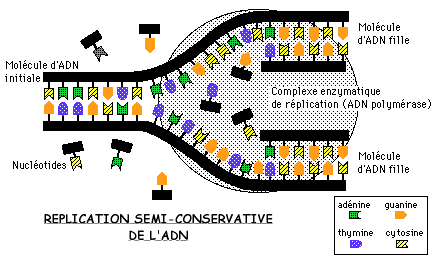 Molécule d'ADN
initiale
Molécule
d'ADN fille
Complexe enzymatique
de réplication (ADN polymérase)
Nucléotides
Molécule
d'ADN fille
REPLICATION SEMI-CONSERVATIVE
DE L'ADN
adénine
guanine
thymine
cytosine